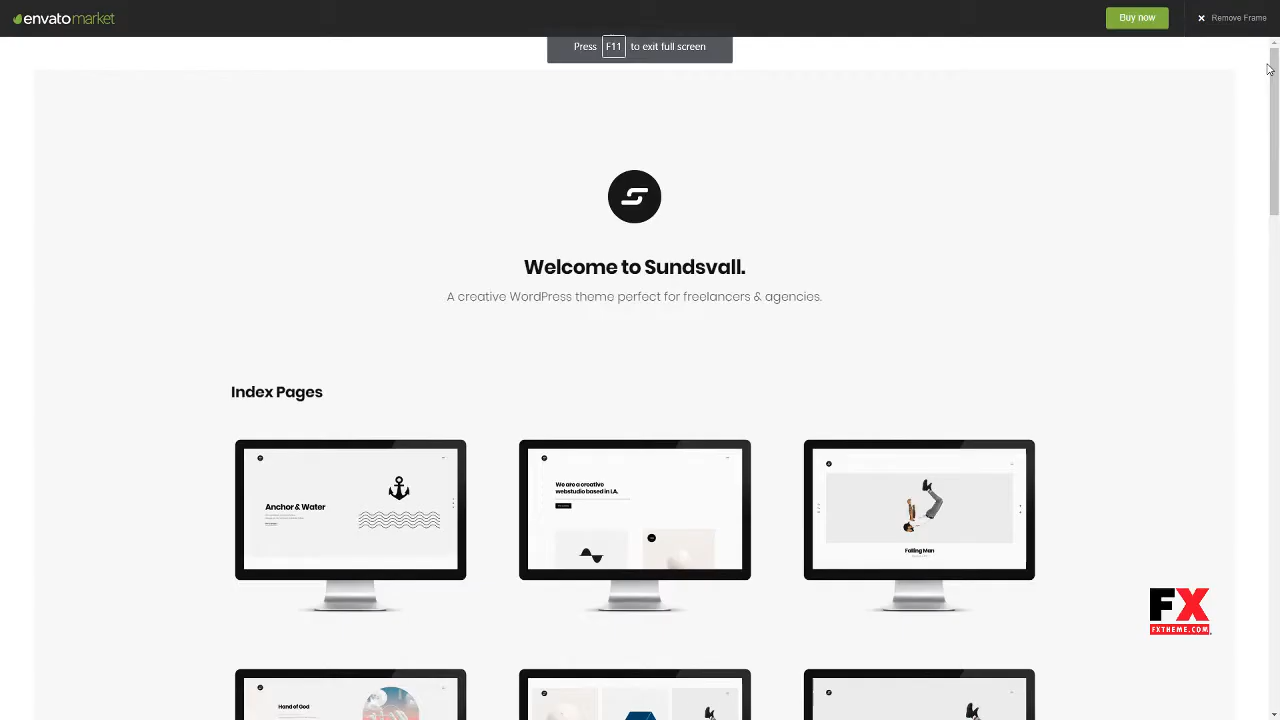 envatomarket
Buy now
Remove Frame
Press F11 to exit full screen
Welcome to Sundsvall.
A creative WordPress theme perfect for freelancers & agencies.
Index Pages
Anchor & Water
We are a creative
webstudio based in LA.
Falling Man
FX
FXTHEME.COM
Hand of God